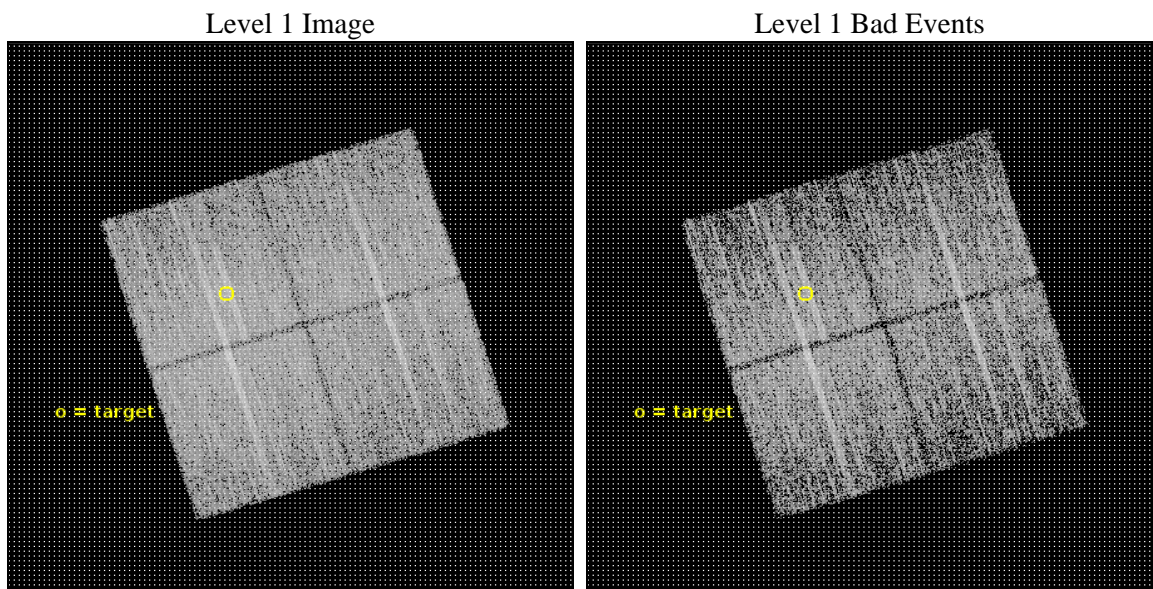 Level 1 Image
Level 1 Bad Events
o = target
o = target